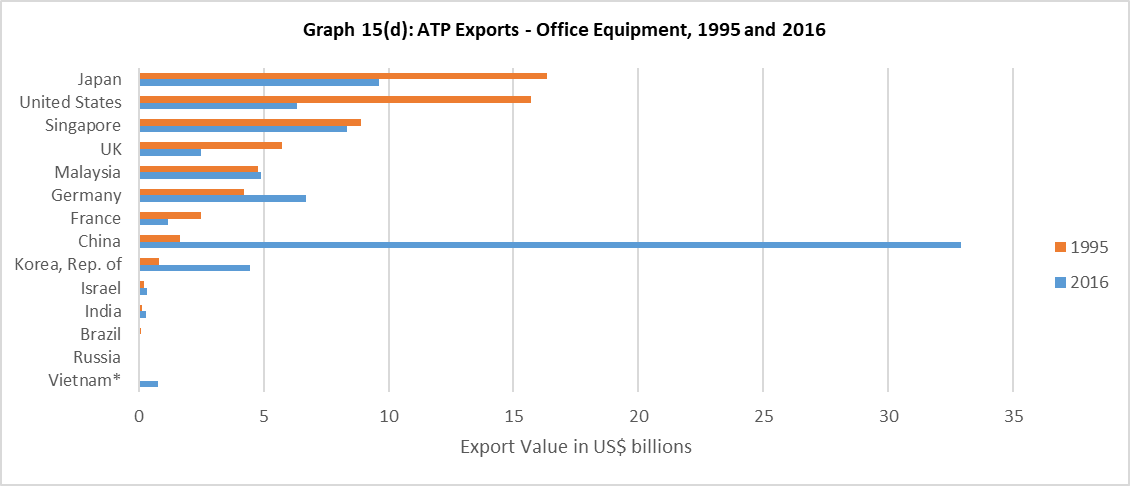 Graph 15(d): ATP Exports - Office Equipment, 1995 and 2016
Japan
United States
Singapore
UK
Malaysia
Germany
France
China
Korea, Rep. of
Israel
India
Brazil
Russia
Vietnam*
1995
2016
0 5 10 15 20 25 30 35
Export Value in US$ billions